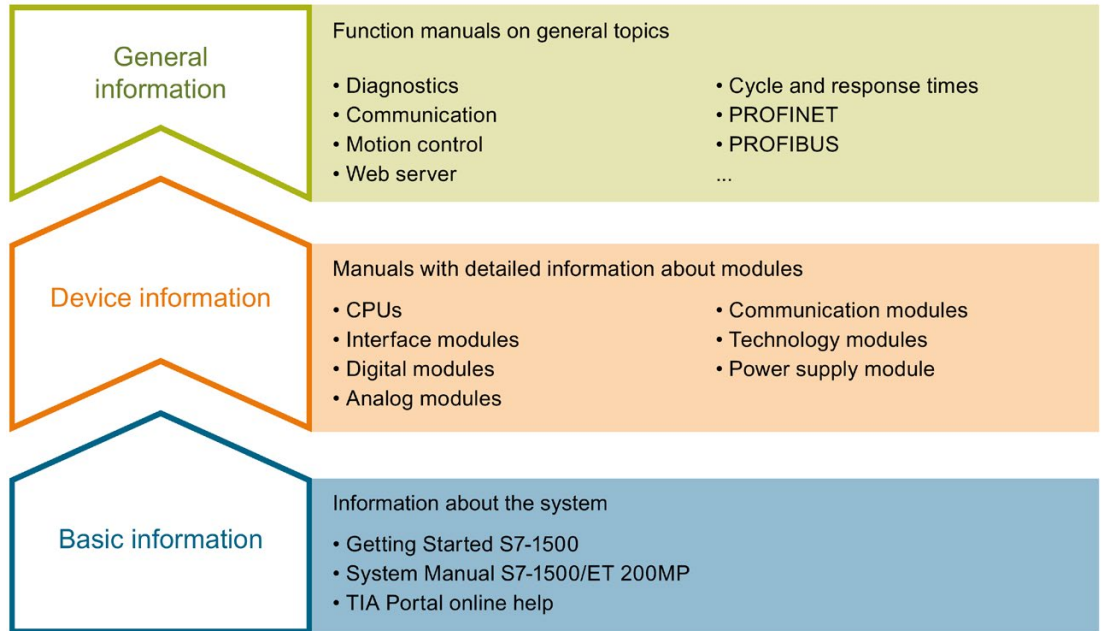 General
information
Function manuals on general topics
• Diagnostics
• Communication
• Motion control
• Web server
• Cycle and response times
• PROFINET
• PROFIBUS
...
Device information
Manuals with detailed information about modules
• CPUs
• Interface modules
• Digital modules
• Analog modules
• Communication modules
• Technology modules
• Power supply module
Basic information
Information about the system
• Getting Started S7-1500
• System Manual S7-1500/ET 200MP
• TIA Portal online help